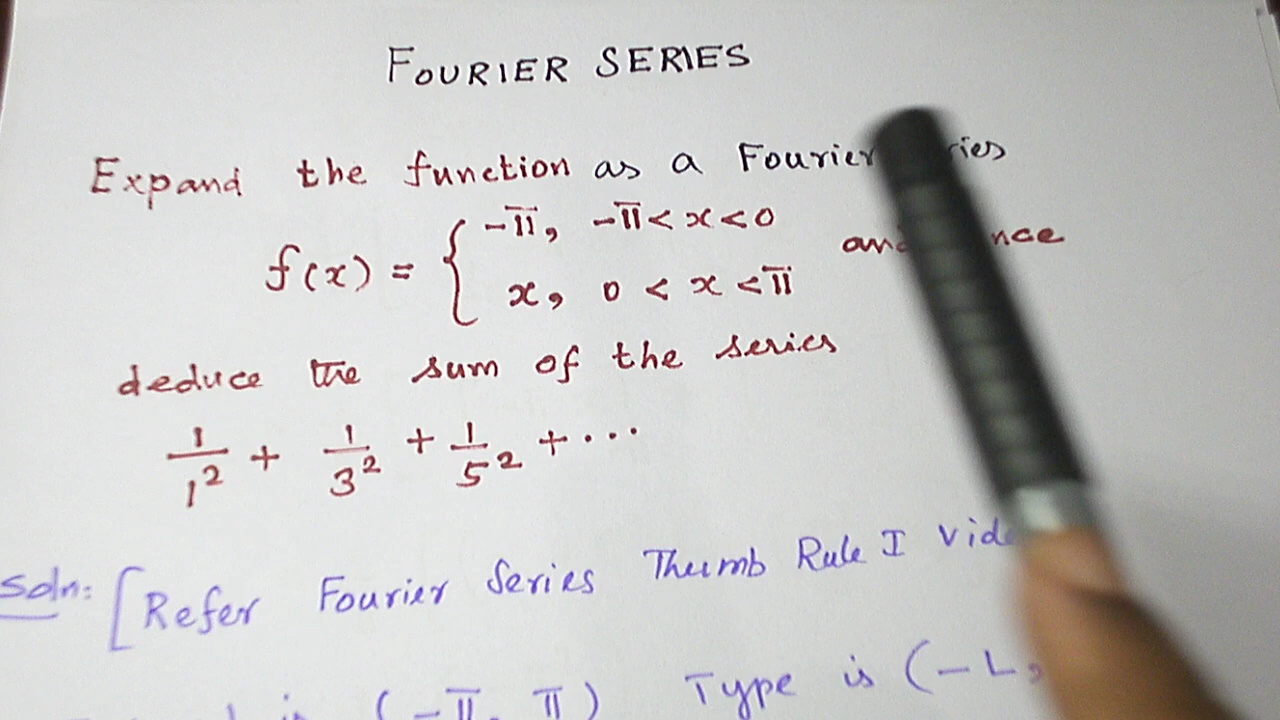 FOURIER SERIES
Expand the function as a Fourier
f(x) = { -π, -π < x < 0
x, 0 < x < π
deduce the sum of the series
1/1² + 1/3² + 1/5² + ...
Soln: [Refer Fourier Series Thumb Rule I
(-π, π) Type is (-L,